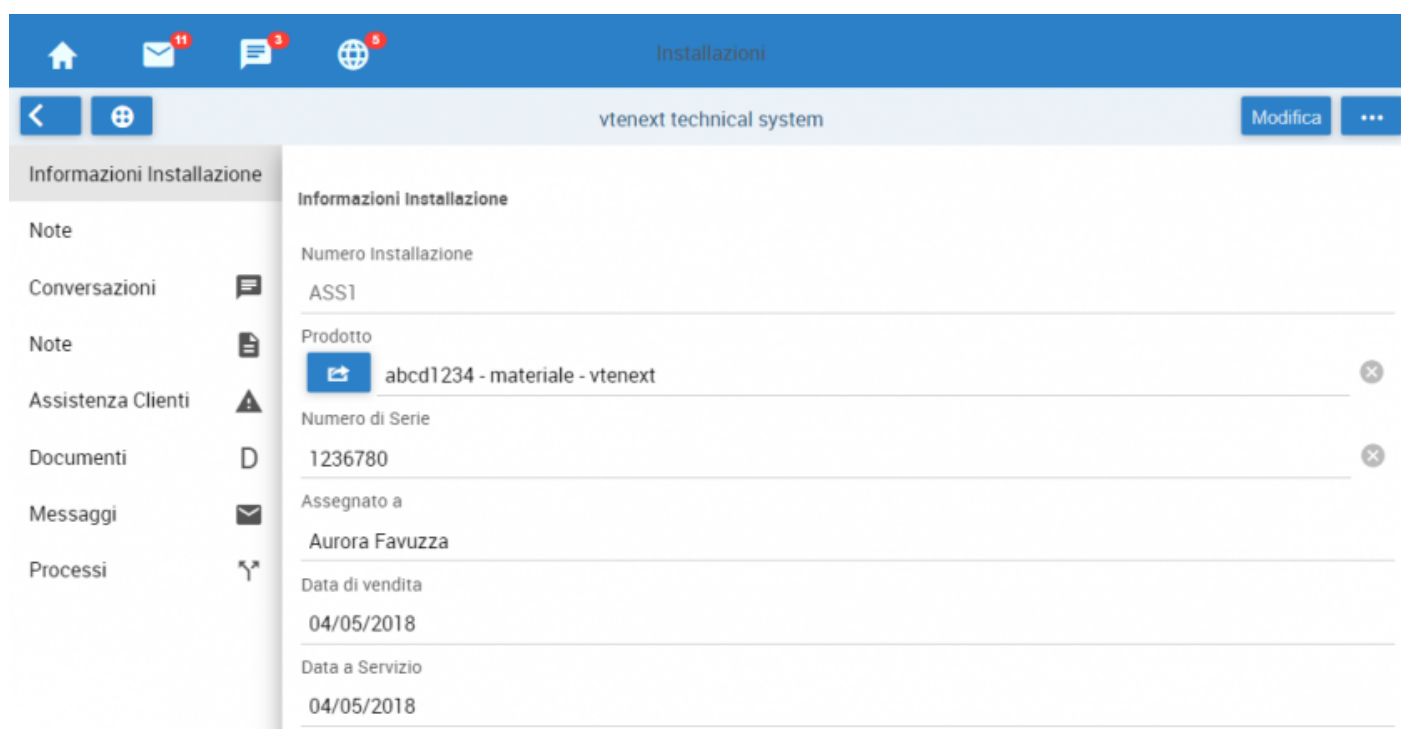 11
3
5
Installazioni
vtenext technical system
Modifica
Informazioni Installazione
Note
Conversazioni
Note
Assistenza Clienti
Documenti
D
Messaggi
Processi
Informazioni Installazione
Numero Installazione
ASS1
Prodotto
abcd1234 - materiale - vtenext
Numero di Serie
1236780
Assegnato a
Aurora Favuzza
Data di vendita
04/05/2018
Data a Servizio
04/05/2018